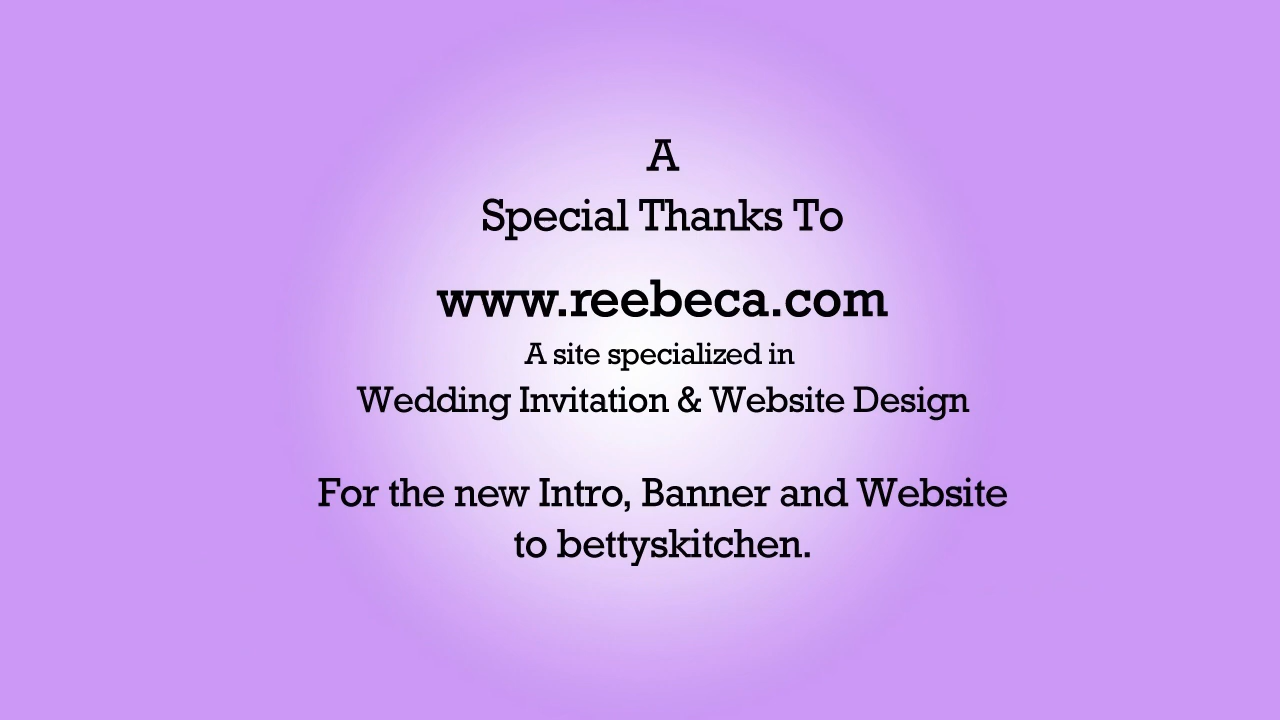 A
Special Thanks To
www.reebeca.com
A site specialized in
Wedding Invitation & Website Design
For the new Intro, Banner and Website
to bettyskitchen.